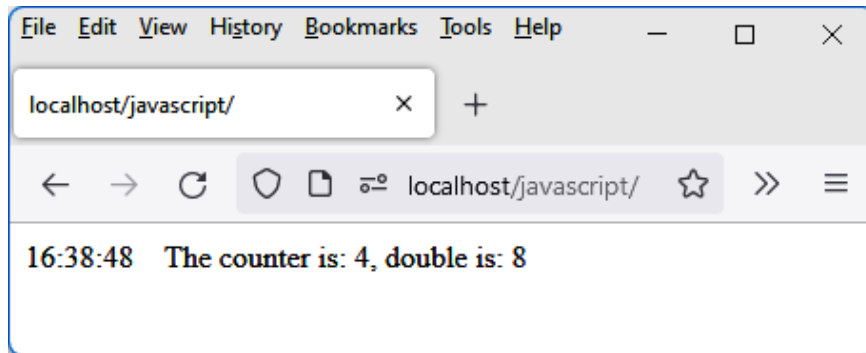 File Edit View History Bookmarks Tools Help
localhost/javascript/
localhost/javascript/
16:38:48 The counter is: 4, double is: 8